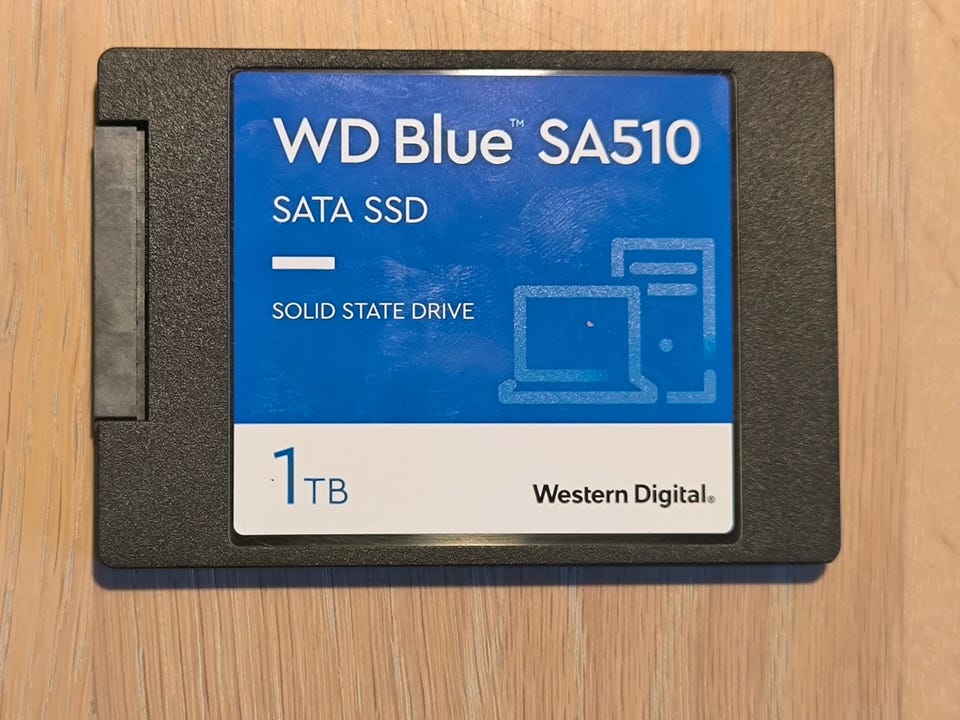 WD Blue™ SA510
SATA SSD
SOLID STATE DRIVE
1TB
Western Digital®